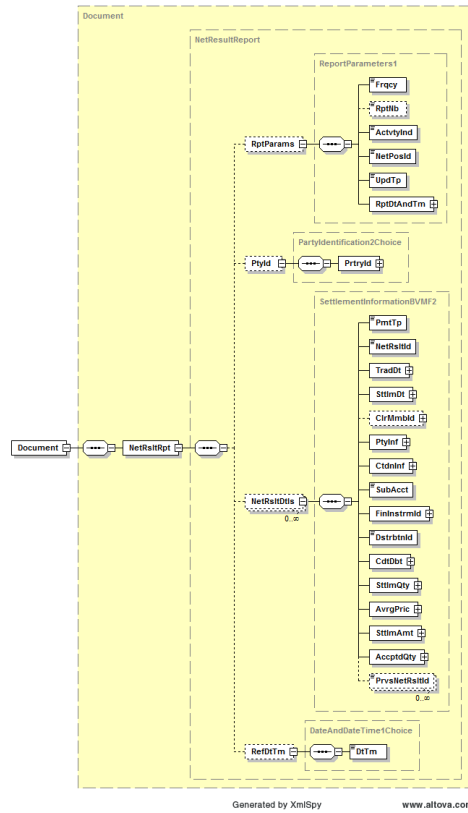 Document
NetResultReport
ReportParameters1
Frqcy
RptNb
ActvtyInd
RptParams
NetPosId
UpdTp
RptDtAndTm
PartyIdentification2Choice
PtyId
PrtryId
SettlementInformationBVMF2
PmtTp
NetRsltId
TradDt
SttlmDt
ClrMmbId
Document
NetRsltRpt
PtyInf
CtdnInf
SubAcct
NetRsltDtls
0..∞
FinInstrmId
DstrbtnId
CdtDbt
SttlmQty
AvrgPric
SttlmAmt
AccptdQty
PrvsNetRsltId
0..∞
DateAndDateTime1Choice
RefDtTm
DtTm
Generated by XmlSpy
www.altova.com